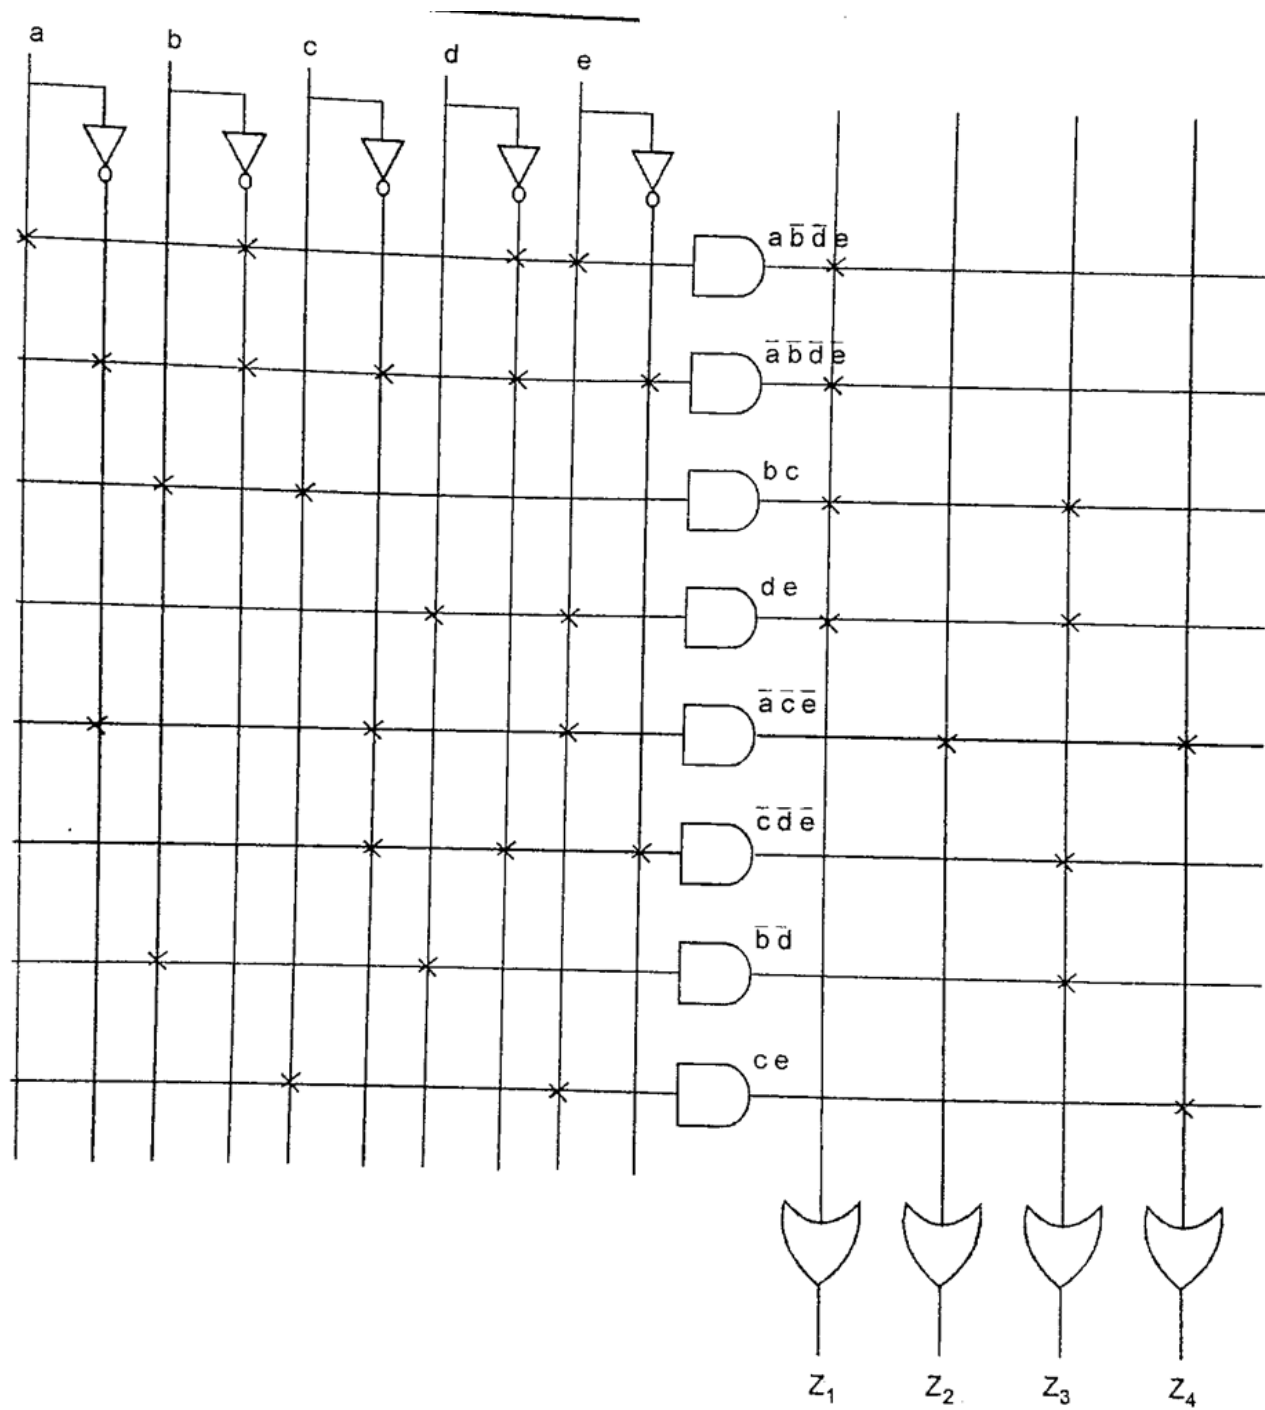 a b c d e
a b̅ d̅ e
a̅ b̅ d̅ e̅
b c
d e
a̅ c̅ e̅
c̅ d̅ e̅
b̅ d̅
c e
Z₁ Z₂ Z₃ Z₄